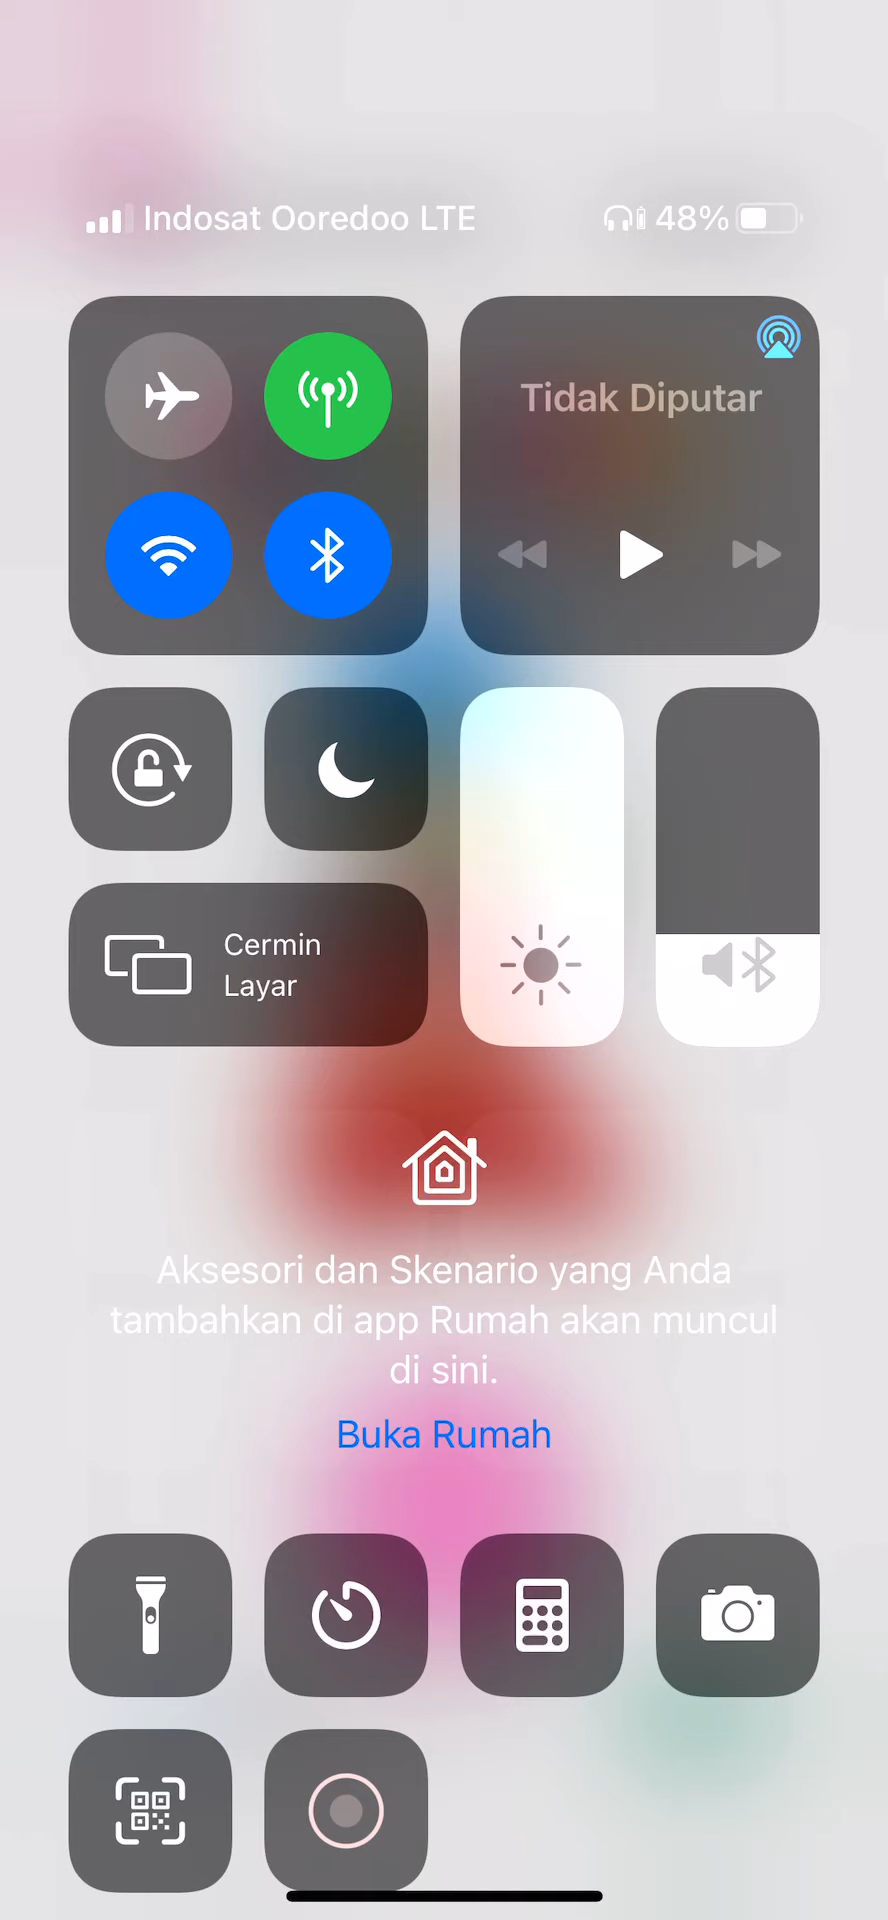 Indosat Ooredoo LTE 48%
Tidak Diputar
Cermin
Layar
Aksesori dan Skenario yang Anda
tambahkan di app Rumah akan muncul
di sini.
Buka Rumah